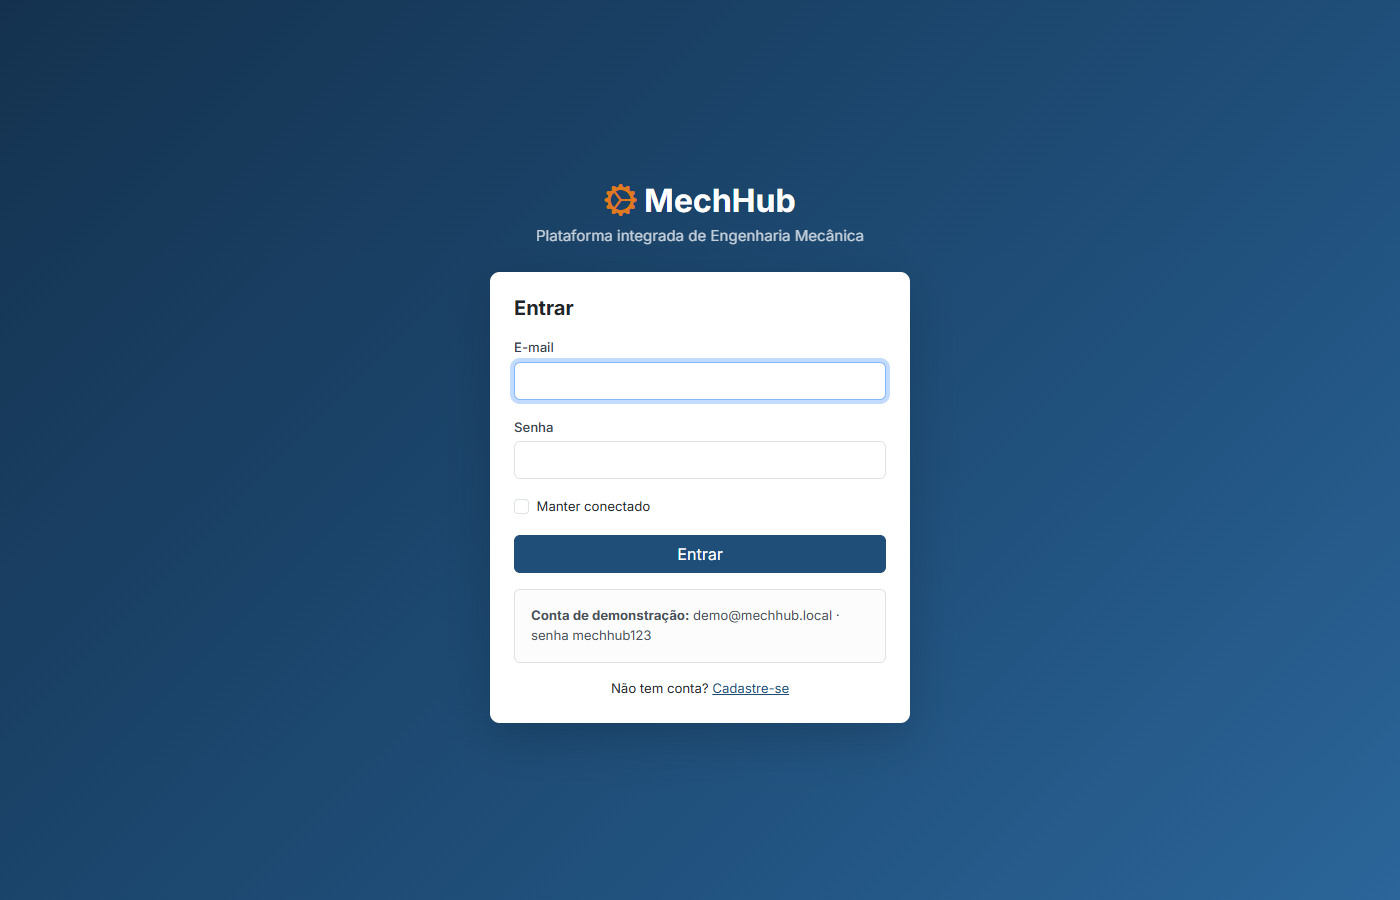 MechHub
Plataforma integrada de Engenharia Mecânica
Entrar
E-mail
Senha
Manter conectado
Entrar
Conta de demonstração: demo@mechhub.local ·
senha mechhub123
Não tem conta? Cadastre-se